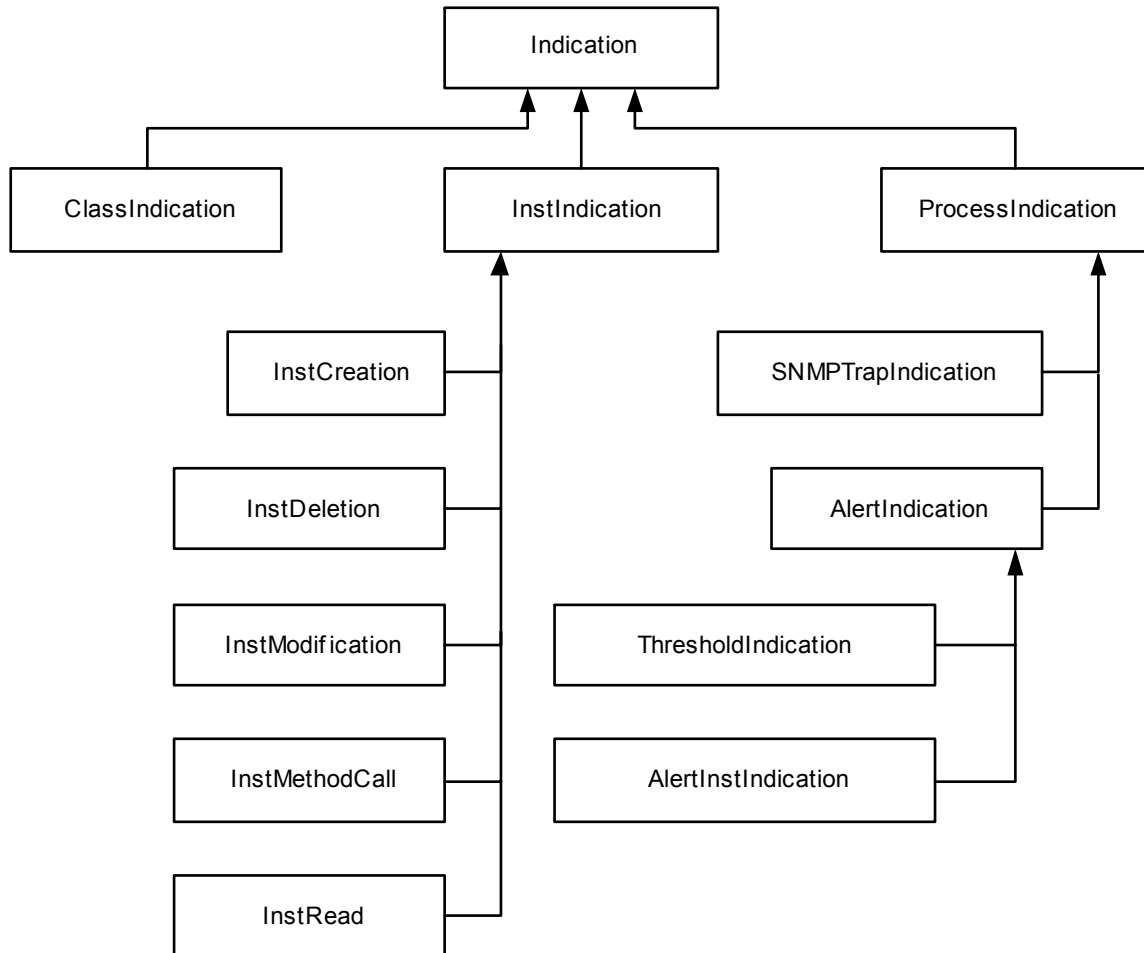 Indication
ClassIndication
InstIndication
ProcessIndication
InstCreation
SNMPTrapIndication
InstDeletion
AlertIndication
InstModification
ThresholdIndication
InstMethodCall
AlertInstIndication
InstRead